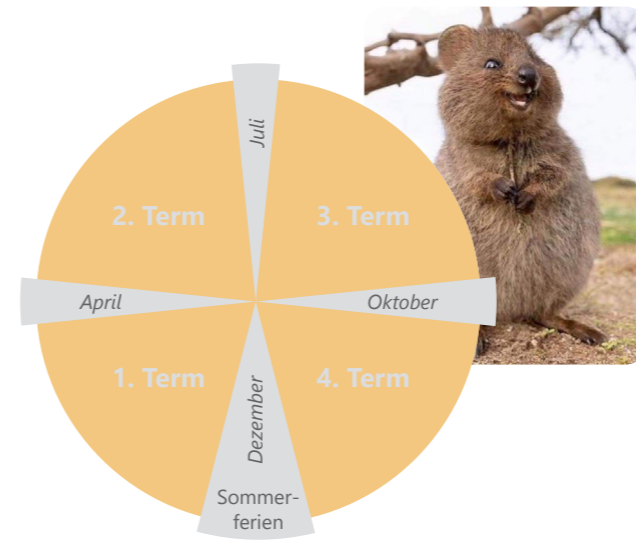 Juli
2. Term
3. Term
April
Oktober
1. Term
4. Term
Dezember
Sommer-
ferien